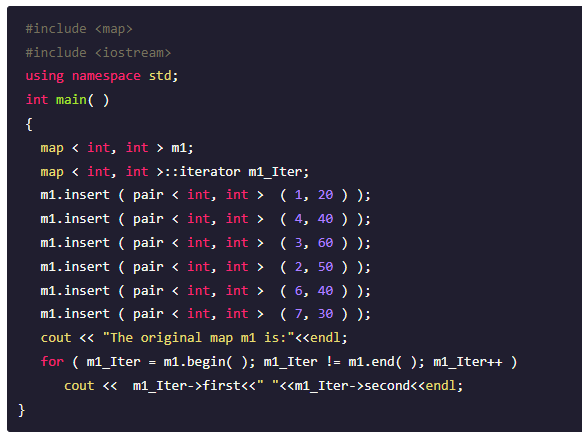 #include <map>
#include <iostream>
using namespace std;
int main( )
{
map < int, int > m1;
map < int, int >::iterator m1_Iter;
m1.insert ( pair < int, int >  ( 1, 20 ) );
m1.insert ( pair < int, int >  ( 4, 40 ) );
m1.insert ( pair < int, int >  ( 3, 60 ) );
m1.insert ( pair < int, int >  ( 2, 50 ) );
m1.insert ( pair < int, int >  ( 6, 40 ) );
m1.insert ( pair < int, int >  ( 7, 30 ) );
cout << "The original map m1 is:"<<endl;
for ( m1_Iter = m1.begin( ); m1_Iter != m1.end( ); m1_Iter++ )
cout <<  m1_Iter->first<<" "<<m1_Iter->second<<endl;
}